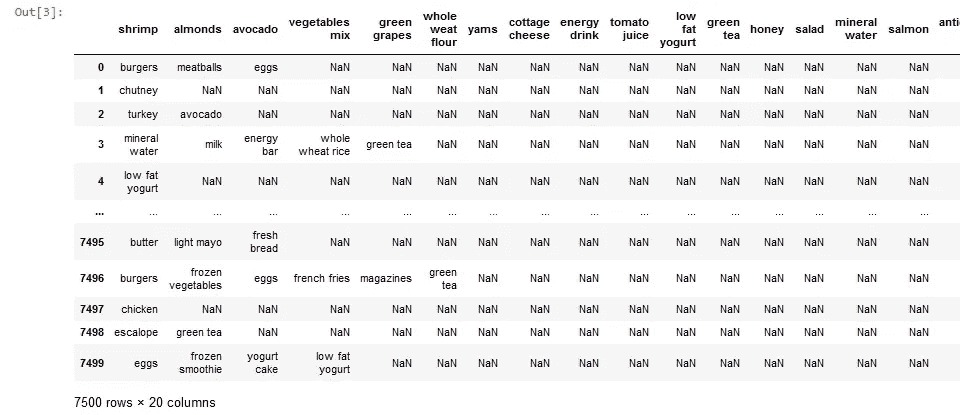 Out[3]:
shrimp almonds avocado vegetables mix green grapes whole weat flour yams cottage cheese energy drink tomato juice low fat yogurt green tea honey salad mineral water salmon
0 burgers meatballs eggs NaN NaN NaN NaN NaN NaN NaN NaN NaN NaN NaN NaN NaN
1 chutney NaN NaN NaN NaN NaN NaN NaN NaN NaN NaN NaN NaN NaN NaN NaN
2 turkey avocado NaN NaN NaN NaN NaN NaN NaN NaN NaN NaN NaN NaN NaN NaN
3 mineral water milk energy bar whole wheat rice green tea NaN NaN NaN NaN NaN NaN NaN NaN NaN NaN NaN
4 low fat yogurt NaN NaN NaN NaN NaN NaN NaN NaN NaN NaN NaN NaN NaN NaN NaN
... ... ... ... ... ... ... ... ... ... ... ... ... ... ... ... ...
7495 butter light mayo fresh bread NaN NaN NaN NaN NaN NaN NaN NaN NaN NaN NaN NaN NaN
7496 burgers frozen vegetables eggs french fries magazines green tea NaN NaN NaN NaN NaN NaN NaN NaN NaN NaN
7497 chicken NaN NaN NaN NaN NaN NaN NaN NaN NaN NaN NaN NaN NaN NaN NaN
7498 escalope green tea NaN NaN NaN NaN NaN NaN NaN NaN NaN NaN NaN NaN NaN NaN
7499 eggs frozen smoothie yogurt cake low fat yogurt NaN NaN NaN NaN NaN NaN NaN NaN NaN NaN NaN NaN
7500 rows × 20 columns